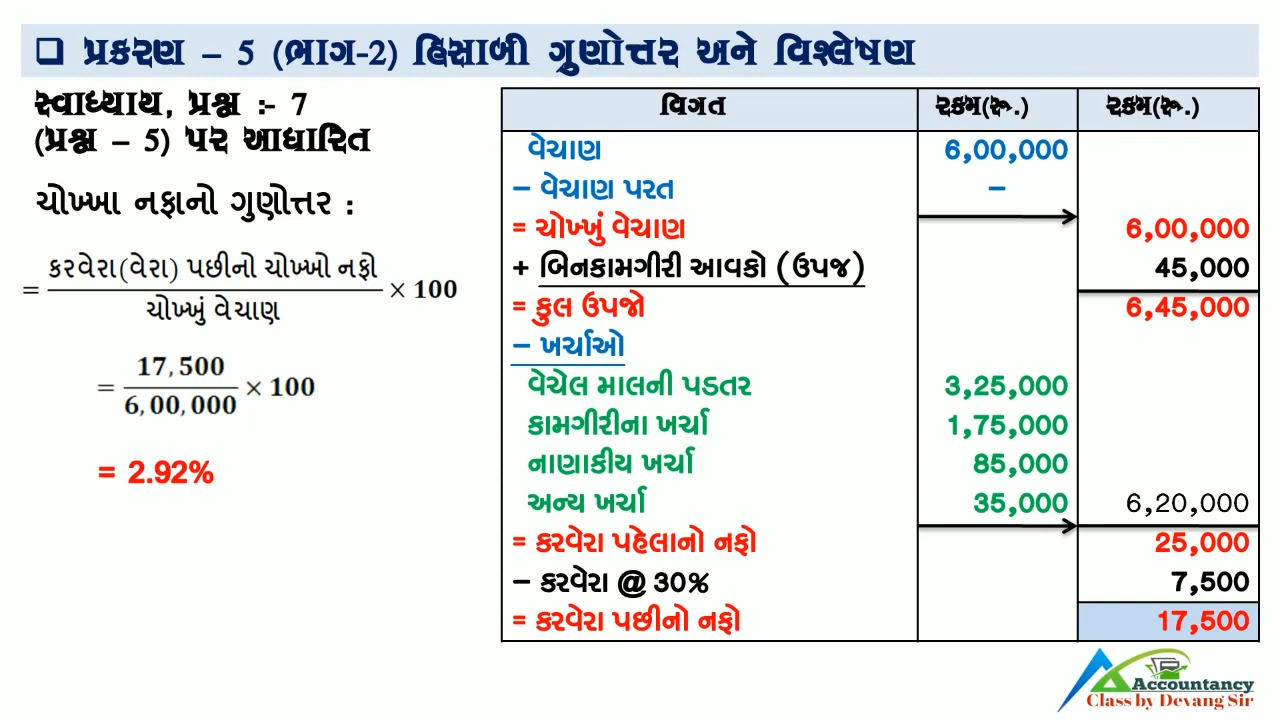 ❑ પ્રકરણ – 5 (ભાગ-2) હિસાબી ગુણોત્તર અને વિશ્લેષણ
સ્વાધ્યાય, પ્રશ્ન :- 7
(પ્રશ્ન – 5) પર આધારિત
ચોખ્ખા નફાનો ગુણોત્તર :
= કરવેરા(વેરા) પછીનો ચોખ્ખો નફો
ચોખ્ખું વેચાણ
× 100
= 17,500
6,00,000
× 100
= 2.92%
વિગત રકમ(રૂ.) રકમ(રૂ.)
વેચાણ 6,00,000
– વેચાણ પરત –
= ચોખ્ખું વેચાણ 6,00,000
+ બિનકામગીરી આવકો (ઉપજ) 45,000
= કુલ ઉપજો 6,45,000
– ખર્ચાઓ
વેચેલ માલની પડતર 3,25,000
કામગીરીના ખર્ચા 1,75,000
નાણાકીય ખર્ચા 85,000
અન્ય ખર્ચા 35,000 6,20,000
= કરવેરા પહેલાનો નફો 25,000
– કરવેરા @ 30% 7,500
= કરવેરા પછીનો નફો 17,500
Accountancy
Class by Devang Sir